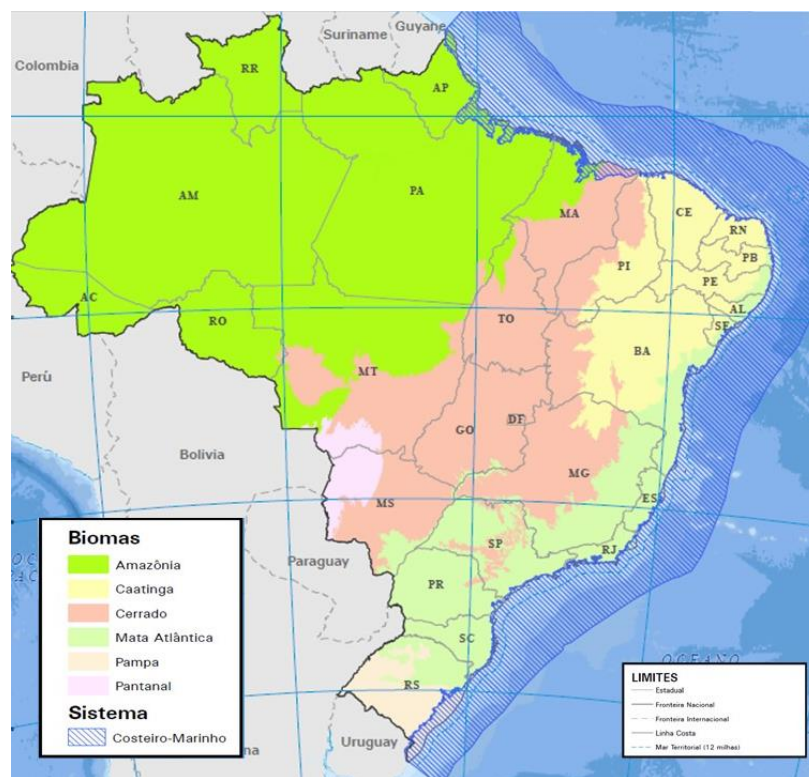 Guyane
Suriname
Colombia
RR
AP
AM
PA
MA
CE
RN
PB
PI
PE
AC
AL
RO
TO
SE
BA
Perú
MT
DF
GO
Bolivia
MG
MS
ES
Biomas
Paraguay
SP
RJ
Amazônia
Caatinga
PR
Cerrado
Mata Atlântica
SC
Pampa
OCEANO
Pantanal
RS
LIMITES
Sistema
Estadual
Fronteira Nacional
Fronteira Internacional
Costeiro-Marinho
Uruguay
Linha Costa
Mar Territorial (12 milhas)